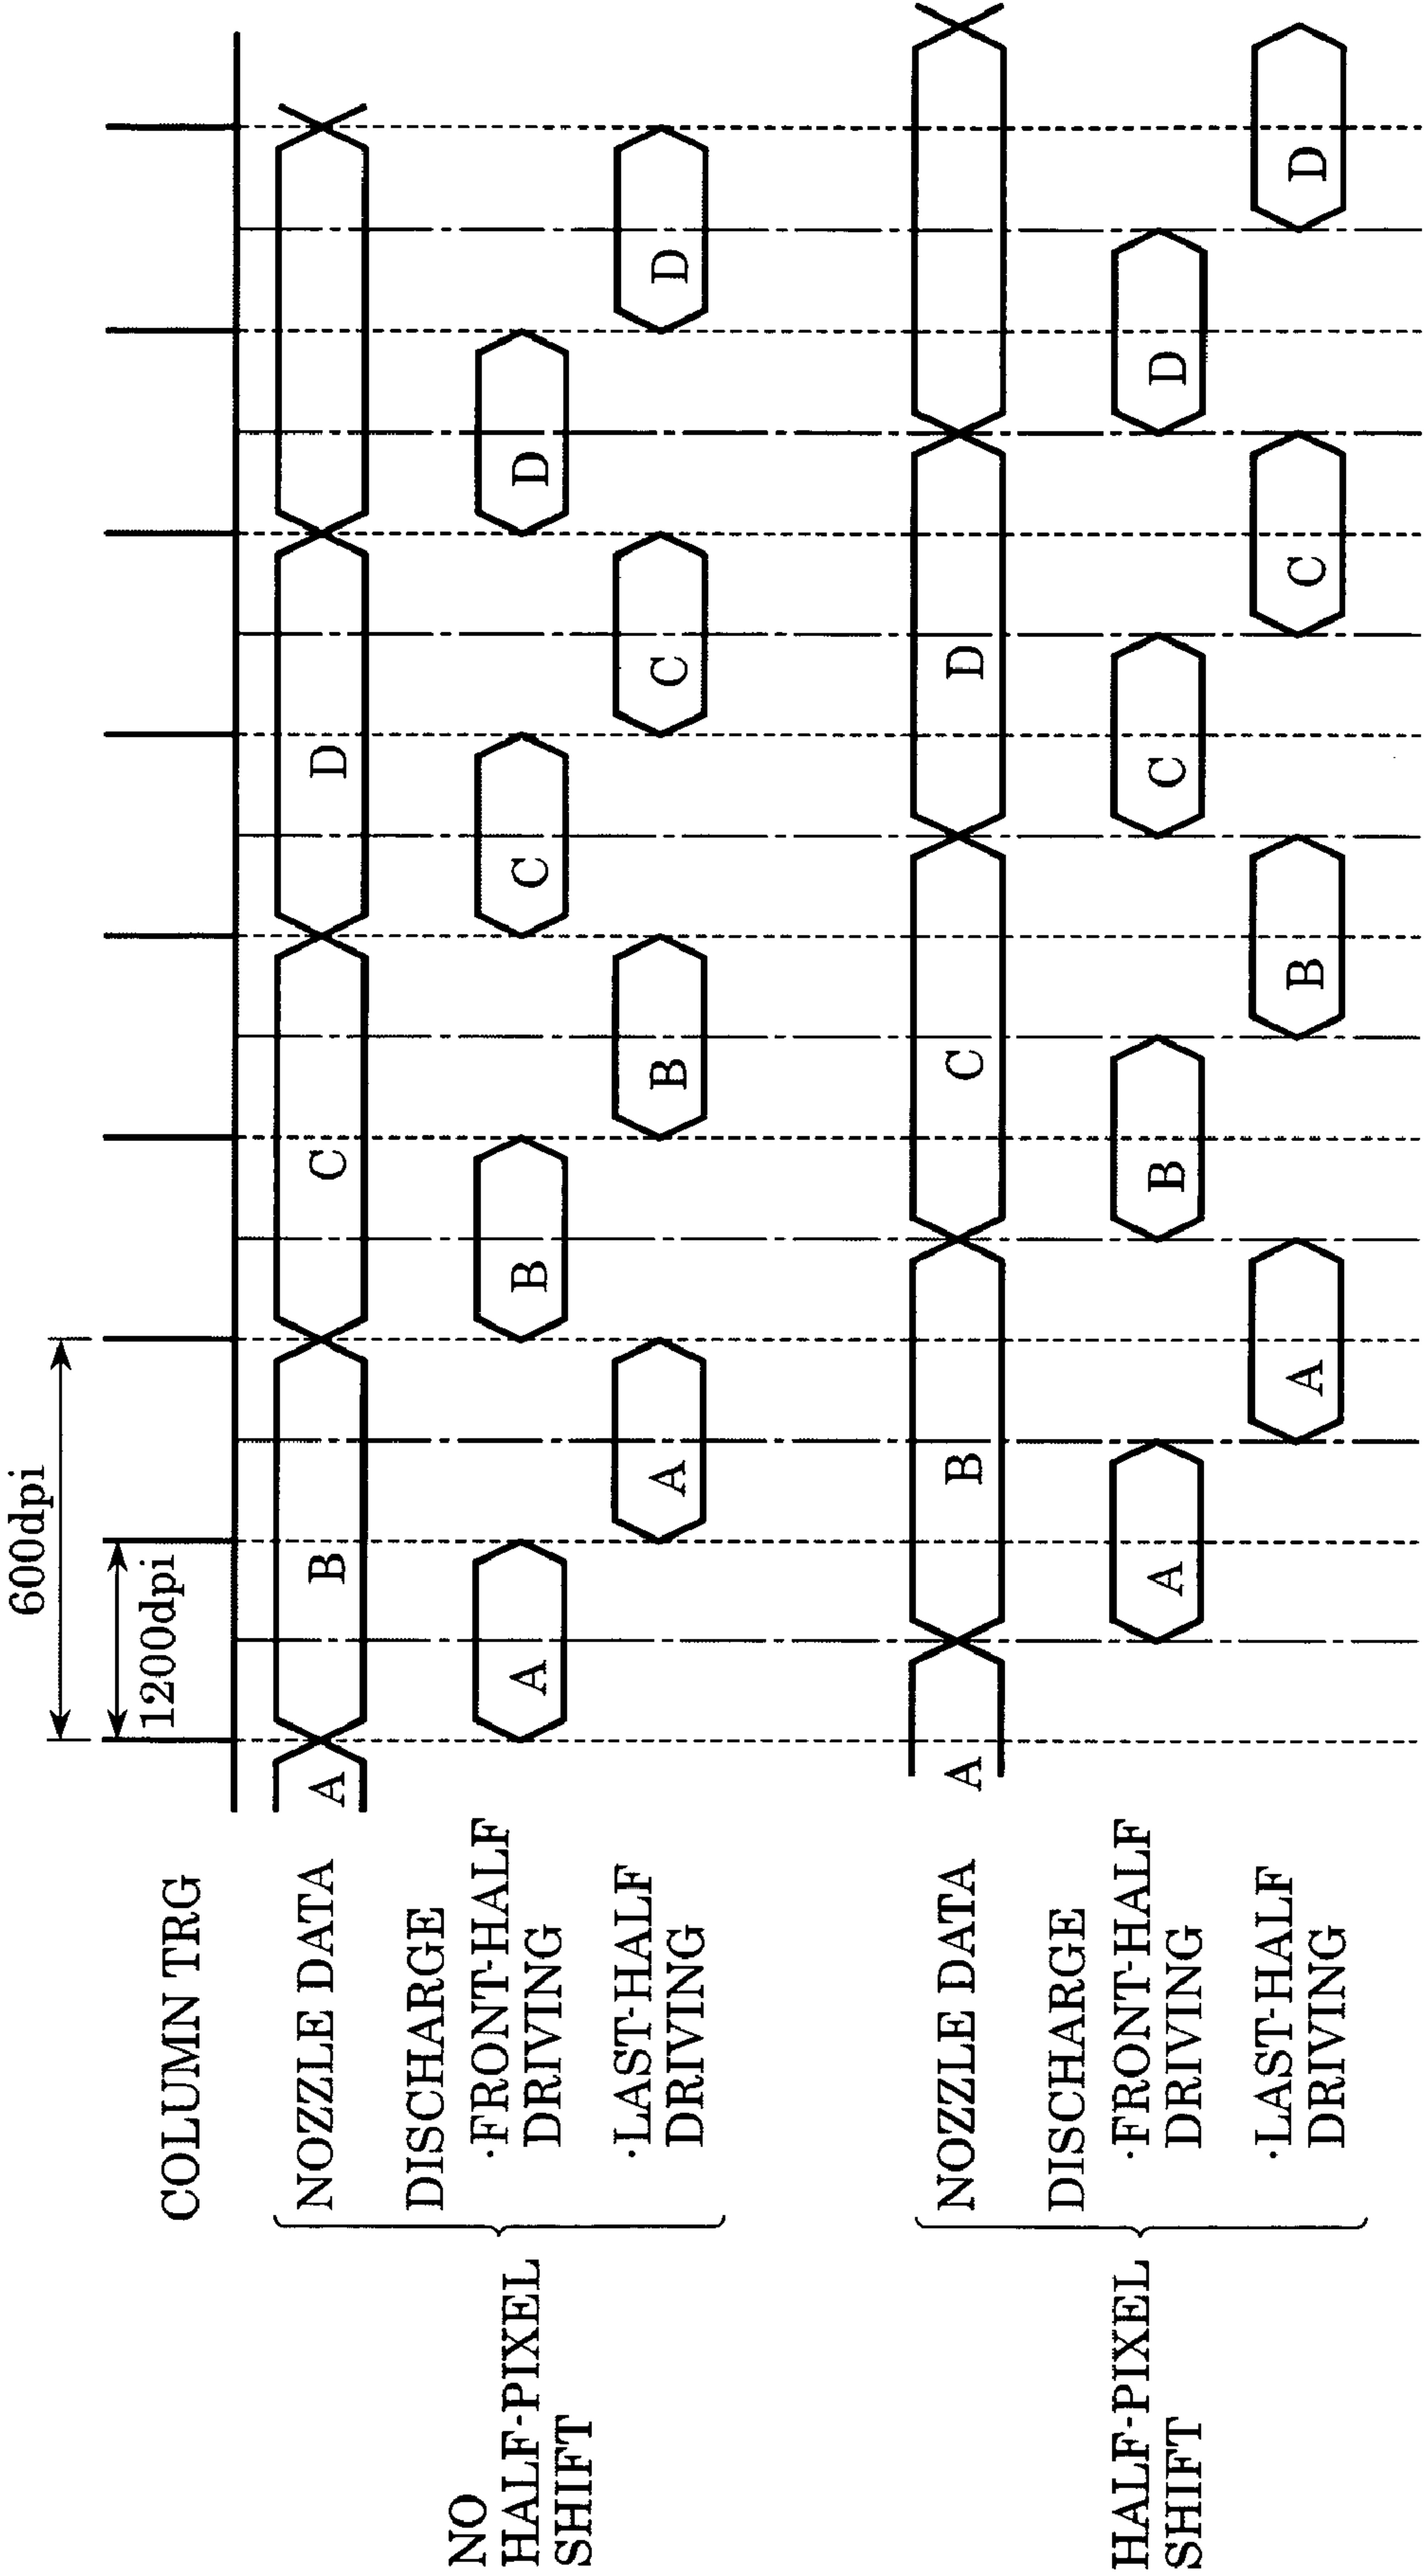 600dpi
1200dpi
COLUMN TRG
NO
HALF-PIXEL
SHIFT
NOZZLE DATA
A B C D
DISCHARGE
·FRONT-HALF
DRIVING
A B C D
·LAST-HALF
DRIVING
A B C D
HALF-PIXEL
SHIFT
NOZZLE DATA
A B C D
DISCHARGE
·FRONT-HALF
DRIVING
A B C D
·LAST-HALF
DRIVING
A B C D